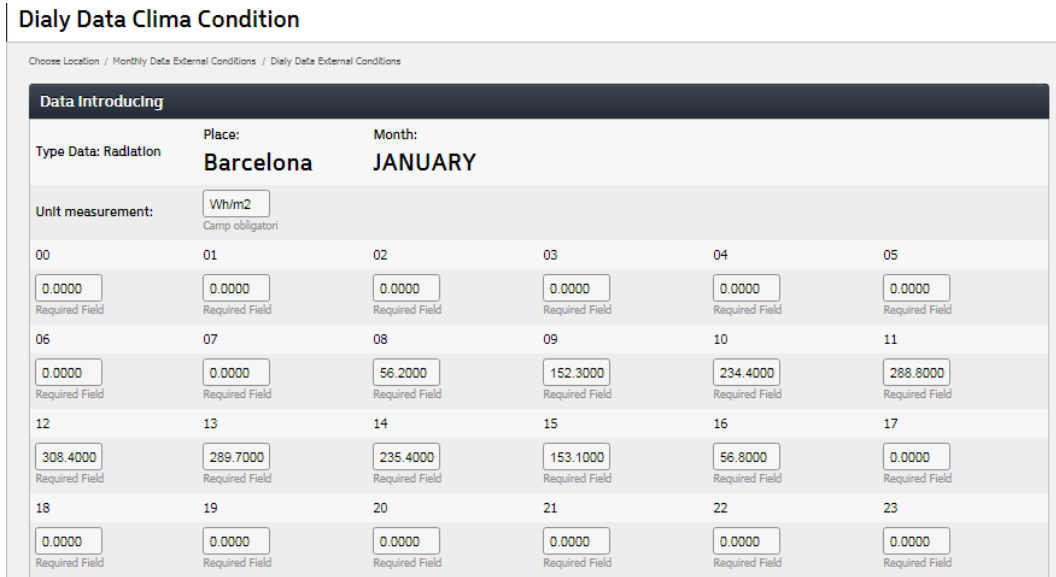 Dialy Data Clima Condition
Choose Location / Monthly Data External Conditions / Dialy Data External Conditions
Data Introducing
Type Data: Radiation
Place:
Barcelona
Month:
JANUARY
Unit measurement:
Wh/m2
Camp obligatori
00 01 02 03 04 05
0.0000 0.0000 0.0000 0.0000 0.0000 0.0000
Required Field Required Field Required Field Required Field Required Field Required Field
06 07 08 09 10 11
0.0000 0.0000 56.2000 152.3000 234.4000 288.8000
Required Field Required Field Required Field Required Field Required Field Required Field
12 13 14 15 16 17
308.4000 289.7000 235.4000 153.1000 56.8000 0.0000
Required Field Required Field Required Field Required Field Required Field Required Field
18 19 20 21 22 23
0.0000 0.0000 0.0000 0.0000 0.0000 0.0000
Required Field Required Field Required Field Required Field Required Field Required Field